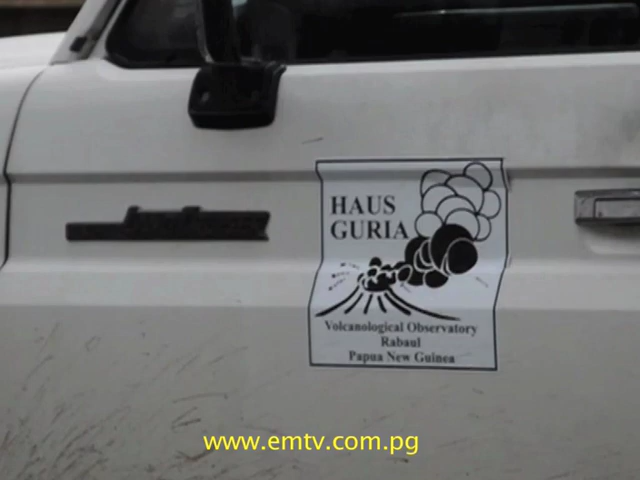 HAUS
GURIA
Volcanological Observatory
Rabaul
Papua New Guinea
www.emtv.com.pg